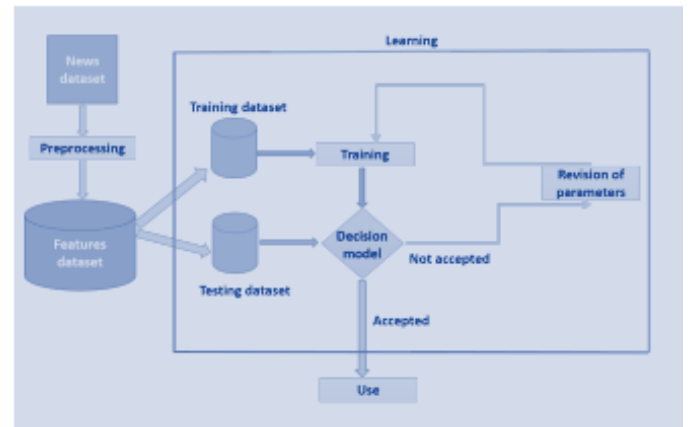 Learning
News
dataset
Training dataset
Preprocessing
Training
Revision of
parameters
Features
dataset
Decision
model
Not accepted
Testing dataset
Accepted
Use